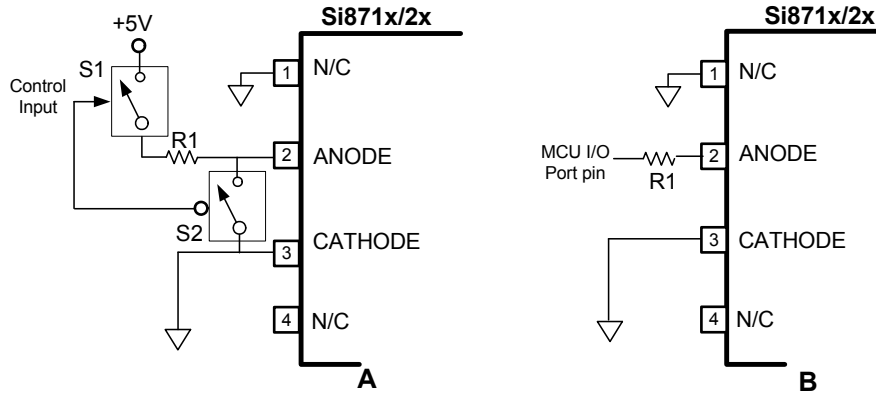 Si871x/2x
+5V
S1
Control
Input
R1
S2
1 N/C
2 ANODE
3 CATHODE
4 N/C
A
Si871x/2x
MCU I/O
Port pin
R1
1 N/C
2 ANODE
3 CATHODE
4 N/C
B